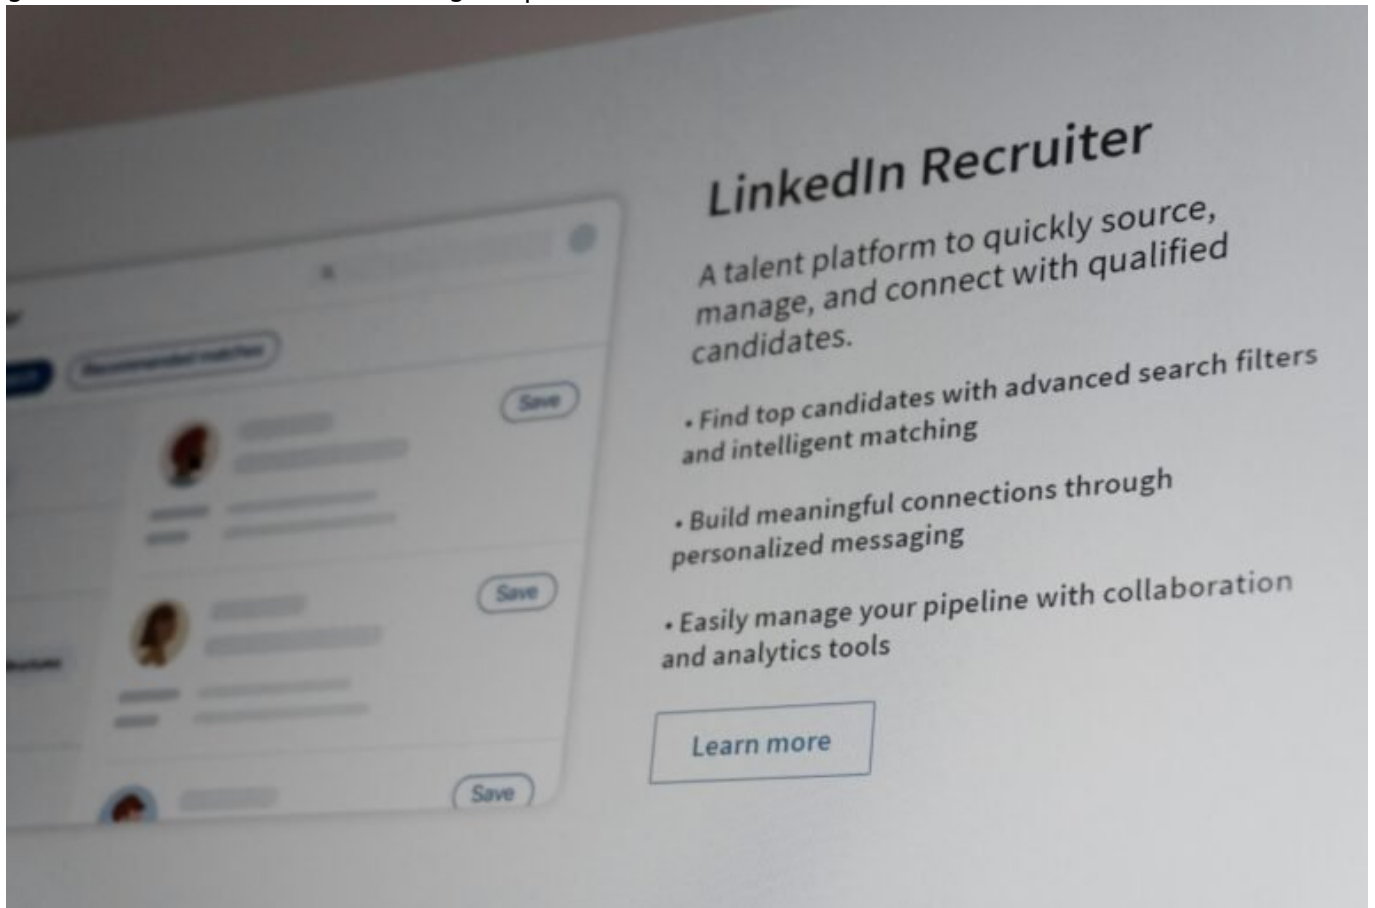 LinkedIn Recruiter
A talent platform to quickly source,
manage, and connect with qualified
candidates.
• Find top candidates with advanced search filters
and intelligent matching
• Build meaningful connections through
personalized messaging
• Easily manage your pipeline with collaboration
and analytics tools
Learn more
Recommended matches
Save
Save
Save